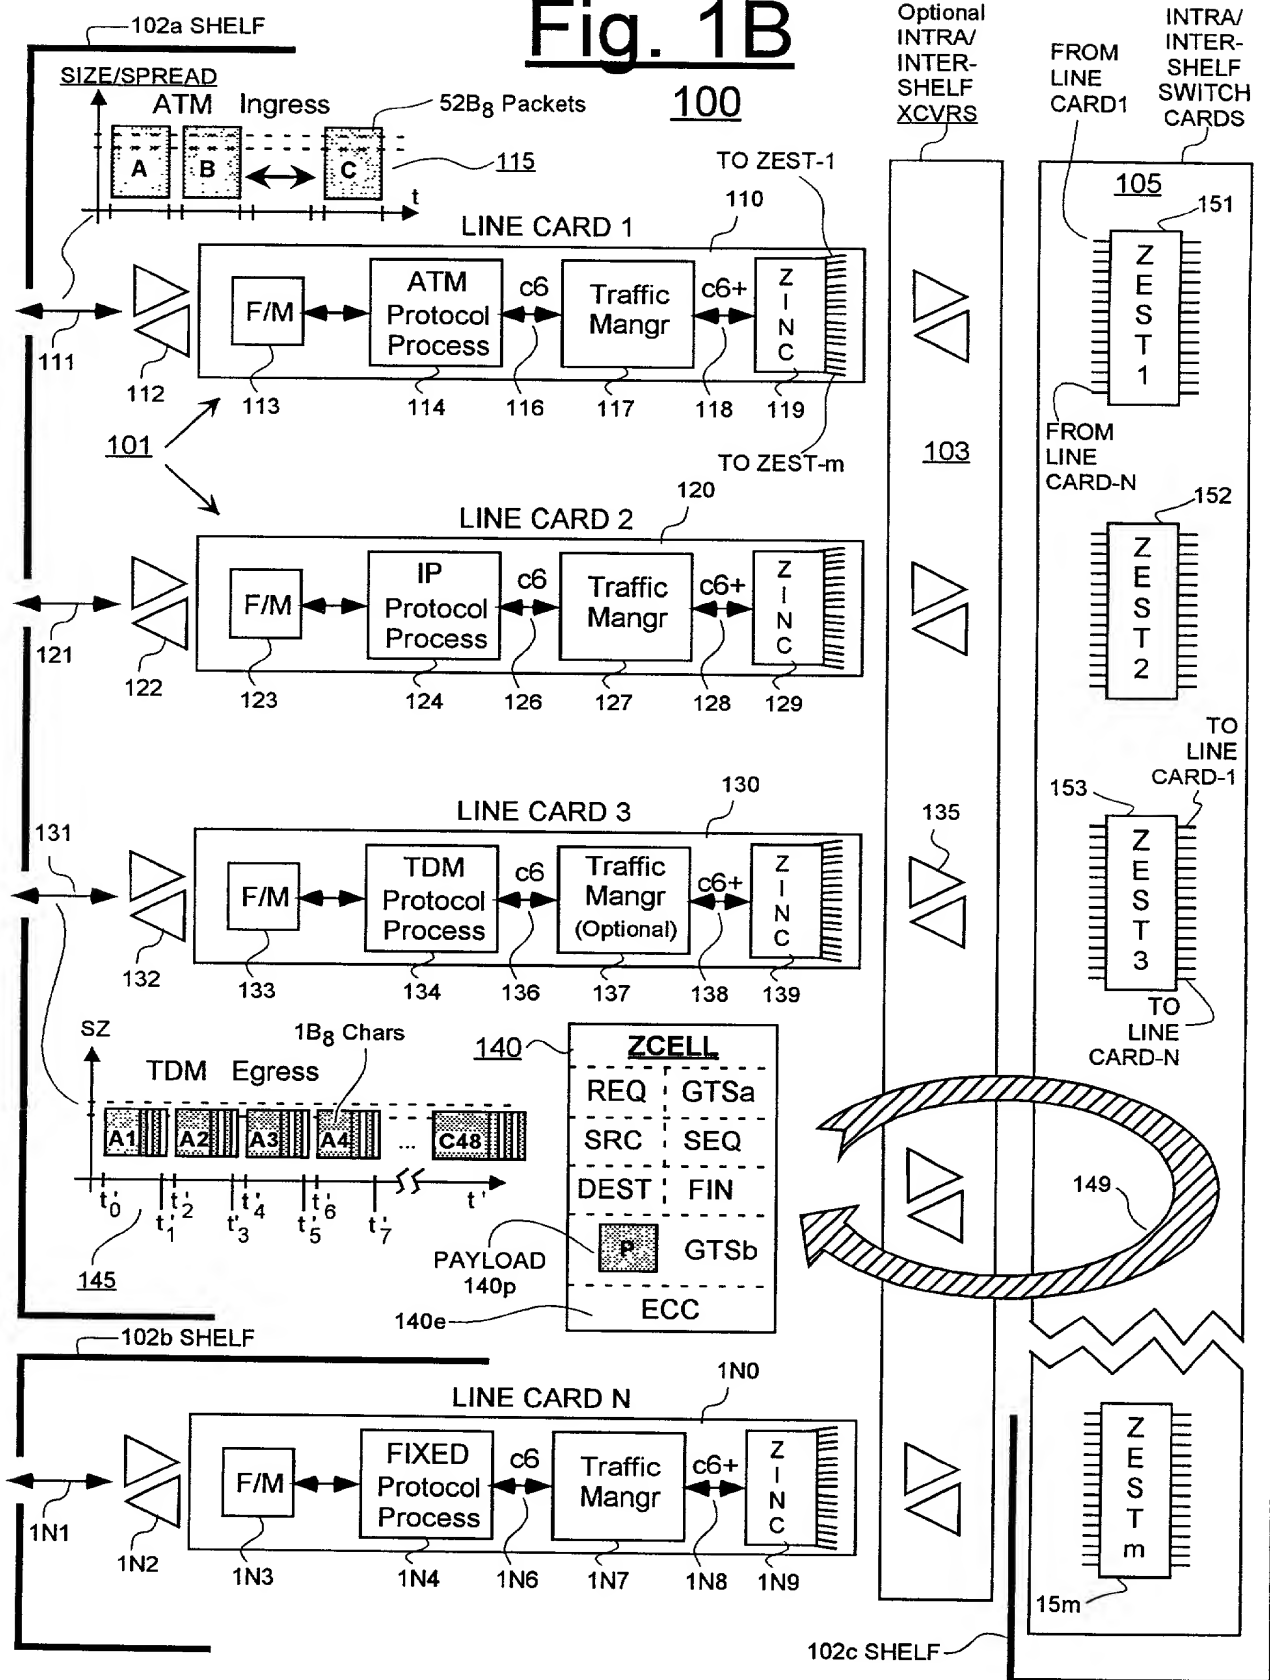 Fig. 1B
100
102a SHELF
SIZE/SPREAD
ATM Ingress
52B8 Packets
A
B
C
115
t
Optional
INTRA/
INTER-
SHELF
XCVRS
FROM
LINE
CARD1
INTRA/
INTER-
SHELF
SWITCH
CARDS
TO ZEST-1
110
LINE CARD 1
F/M
ATM
Protocol
Process
c6
Traffic
Mangr
c6+
ZINC
111
112
113
114
116
117
118
119
101
TO ZEST-m
103
105
151
ZEST1
FROM
LINE
CARD-N
LINE CARD 2
120
F/M
IP
Protocol
Process
c6
Traffic
Mangr
c6+
ZINC
121
122
123
124
126
127
128
129
152
ZEST2
LINE CARD 3
130
131
F/M
TDM
Protocol
Process
c6
Traffic
Mangr
(Optional)
c6+
ZINC
132
133
134
136
137
138
139
135
TO
LINE
CARD-1
153
ZEST3
TO
LINE
CARD-N
SZ
1B8 Chars
TDM Egress
A1
A2
A3
A4
...
C48
t'0
t'1
t'2
t'3
t'4
t'5
t'6
t'7
t'
145
140
ZCELL
REQ
GTSa
SRC
SEQ
DEST
FIN
P
GTSb
ECC
PAYLOAD
140p
140e
149
102b SHELF
LINE CARD N
1N0
F/M
FIXED
Protocol
Process
c6
Traffic
Mangr
c6+
ZINC
1N1
1N2
1N3
1N4
1N6
1N7
1N8
1N9
ZESTm
15m
102c SHELF